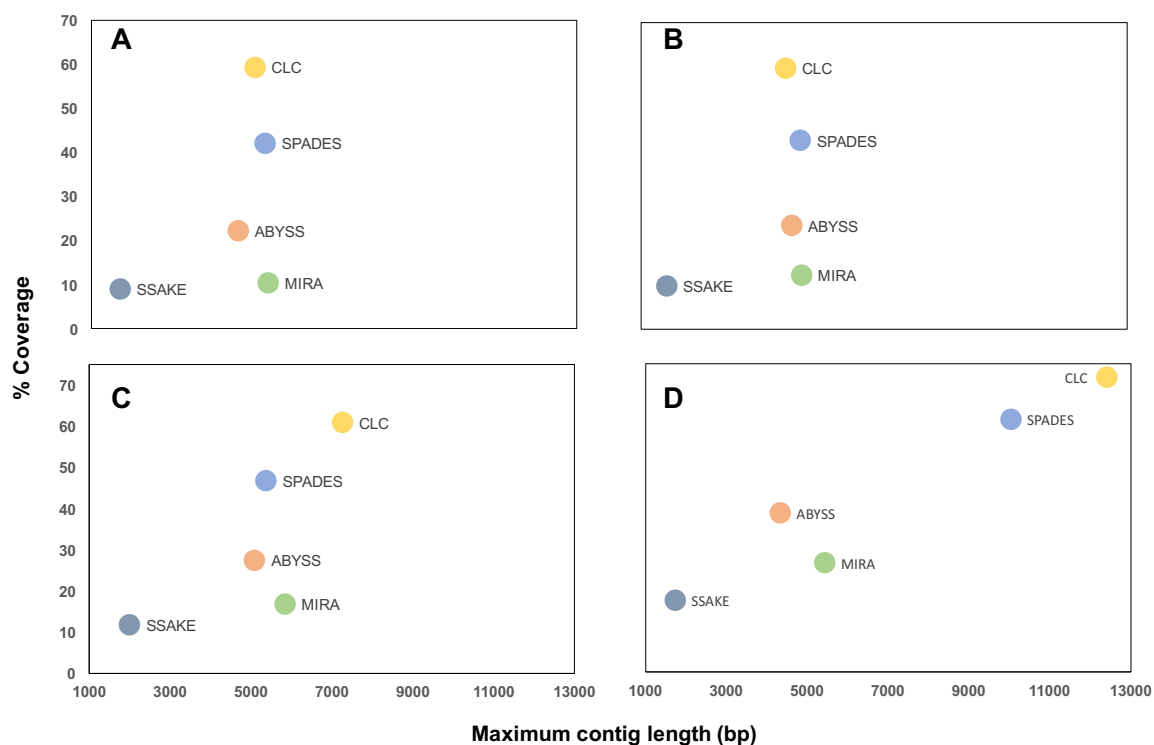 % Coverage
70
60
50
40
30
20
10
0
A
CLC
SPADES
ABYSS
MIRA
SSAKE
B
CLC
SPADES
ABYSS
MIRA
SSAKE
70
60
50
40
30
20
10
0
C
CLC
SPADES
ABYSS
MIRA
SSAKE
1000 3000 5000 7000 9000 11000 13000
D
CLC
SPADES
ABYSS
MIRA
SSAKE
1000 3000 5000 7000 9000 11000 13000
Maximum contig length (bp)